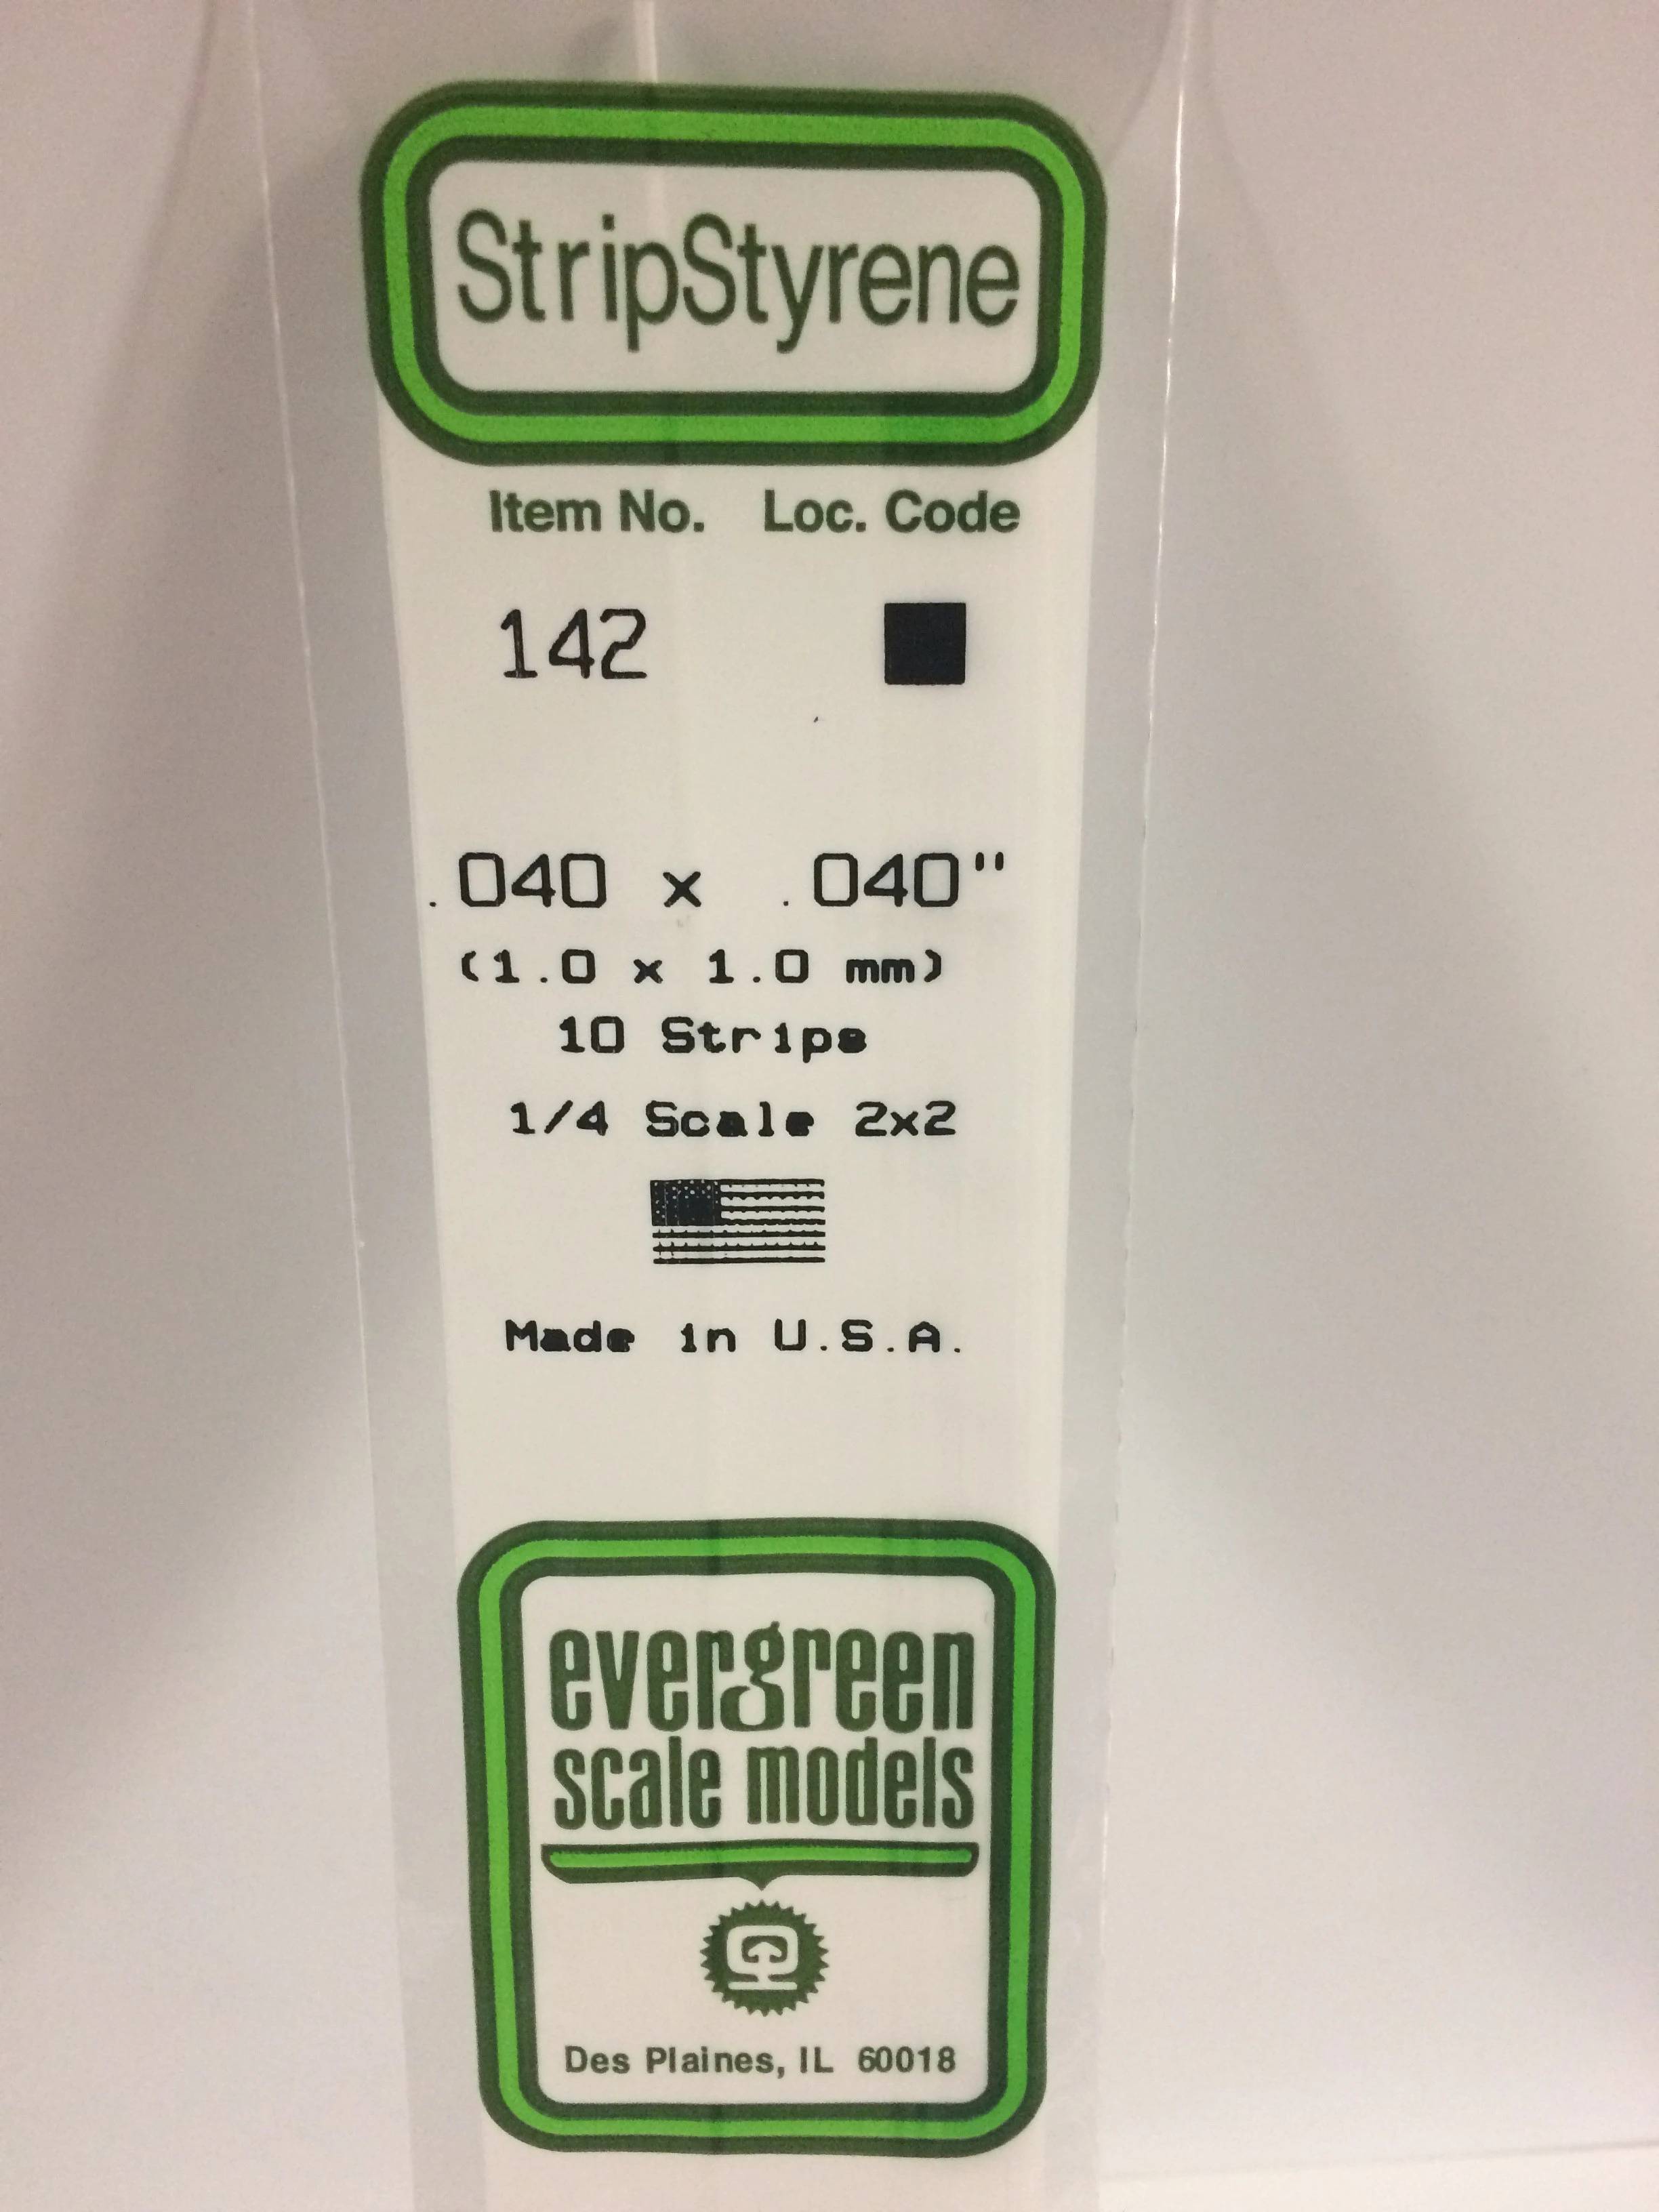 StripStyrene
Item No. Loc. Code
142
.040 x .040"
(1.0 x 1.0 mm)
10 Strips
1/4 Scale 2x2
Made in U.S.A.
evergreen
scale models
Des Plaines, IL 60018